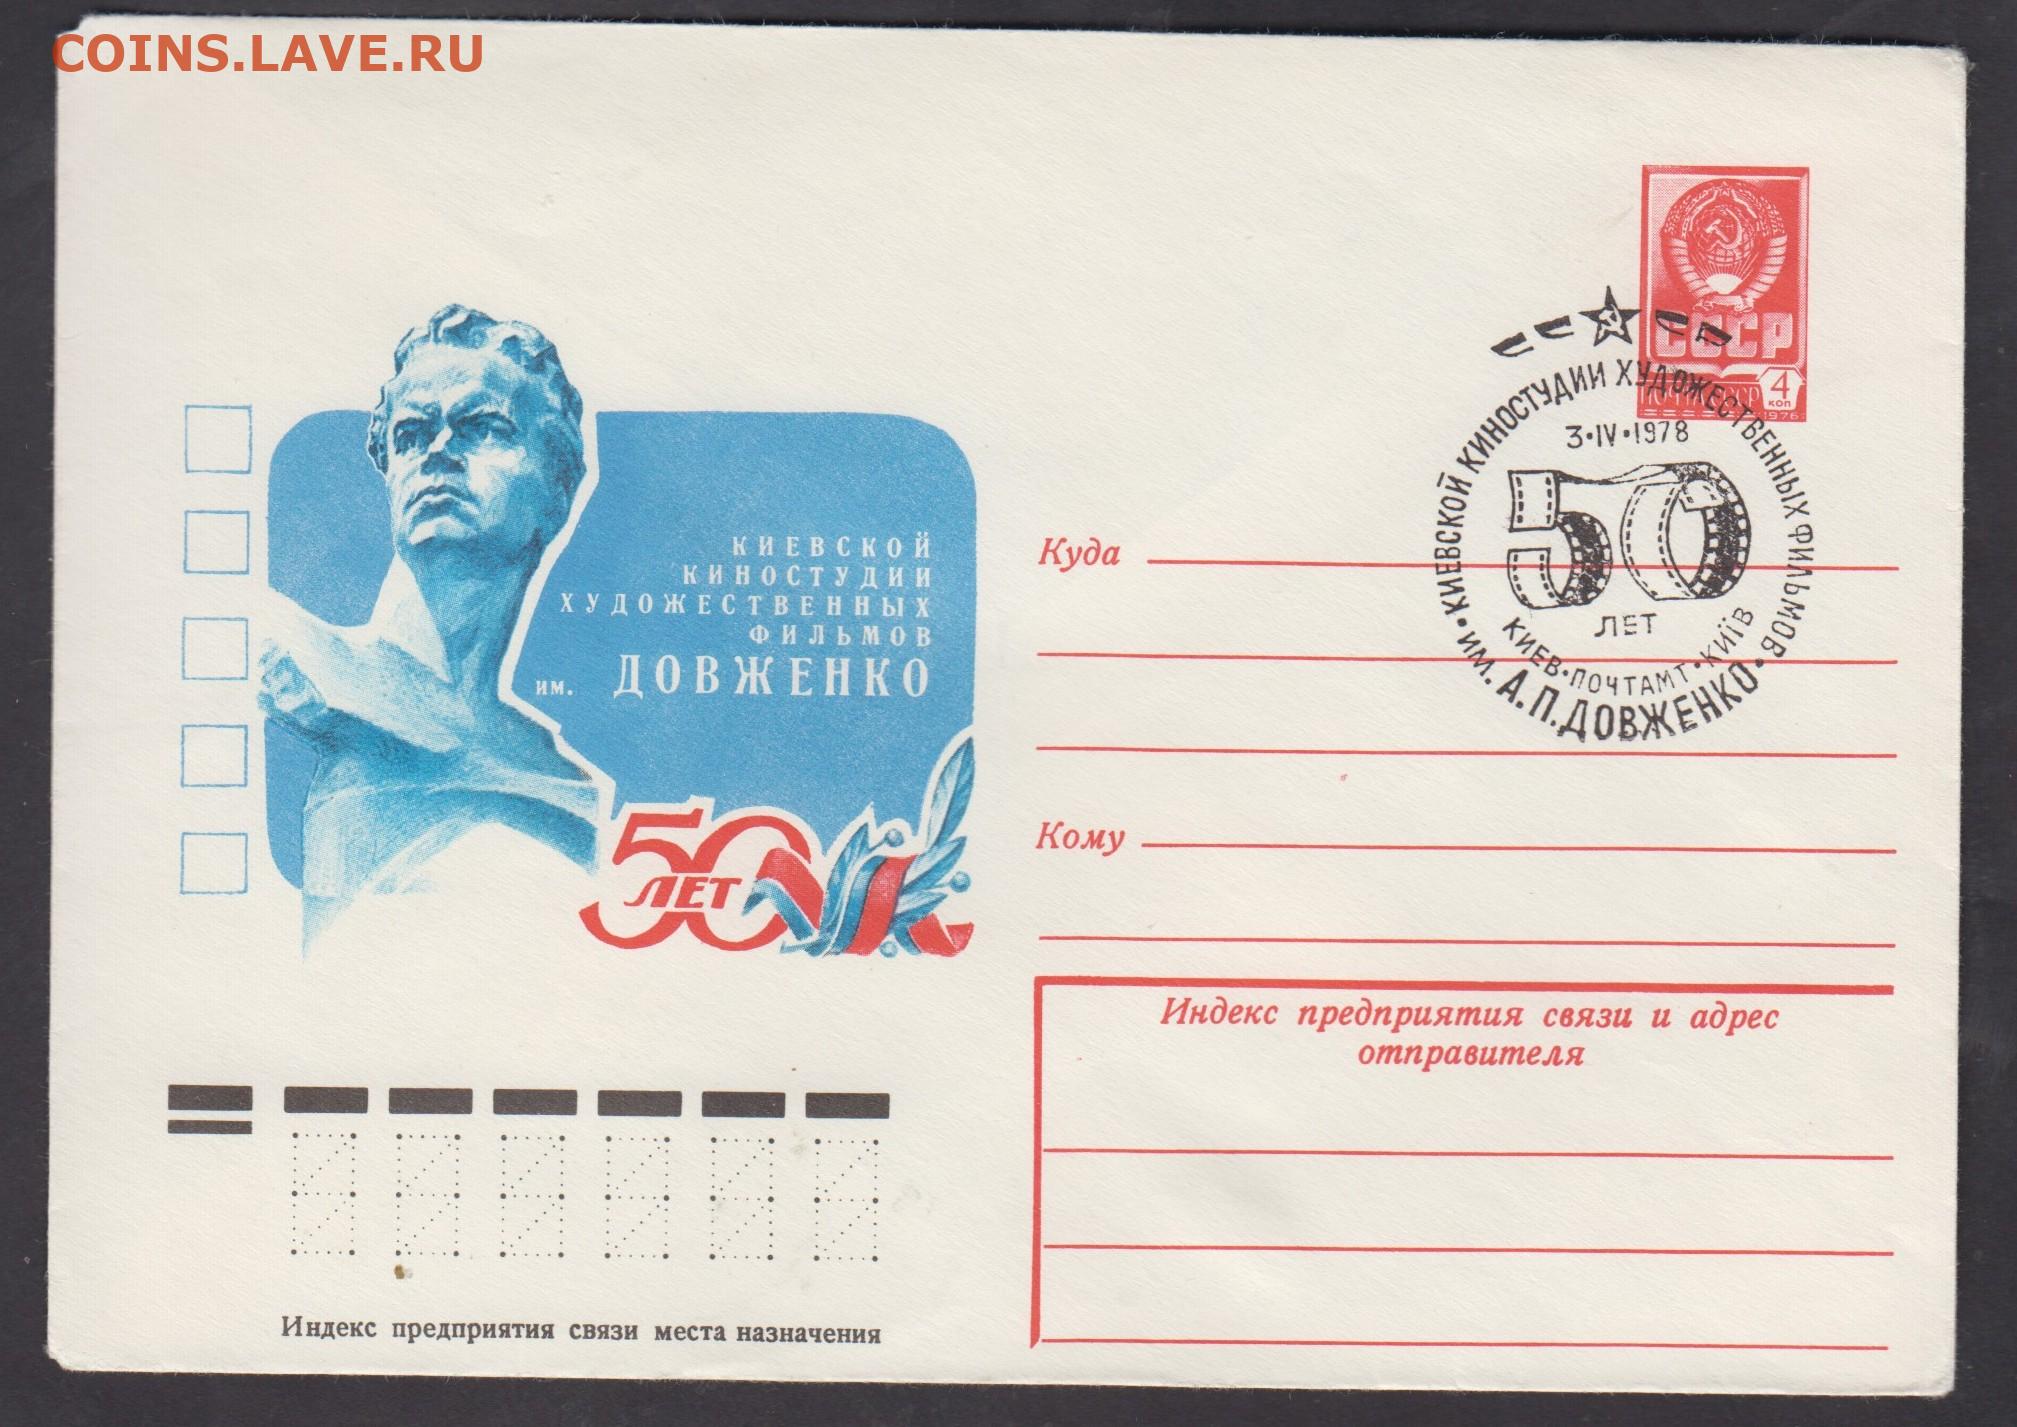 COINS.LAVE.RU
СССР
ПОЧТА СССР
4
КОП
1976
КИЕВСКОЙ КИНОСТУДИИ ХУДОЖЕСТВЕННЫХ ФИЛЬМОВ
3·IV·1978
50
ЛЕТ
КИЕВ·ПОЧТАМТ·КИЇВ
·ИМ. А.П.ДОВЖЕНКО·
КИЕВСКОЙ
КИНОСТУДИИ
ХУДОЖЕСТВЕННЫХ
ФИЛЬМОВ
им. ДОВЖЕНКО
50
ЛЕТ
Куда
Кому
Индекс предприятия связи и адрес
отправителя
Индекс предприятия связи места назначения